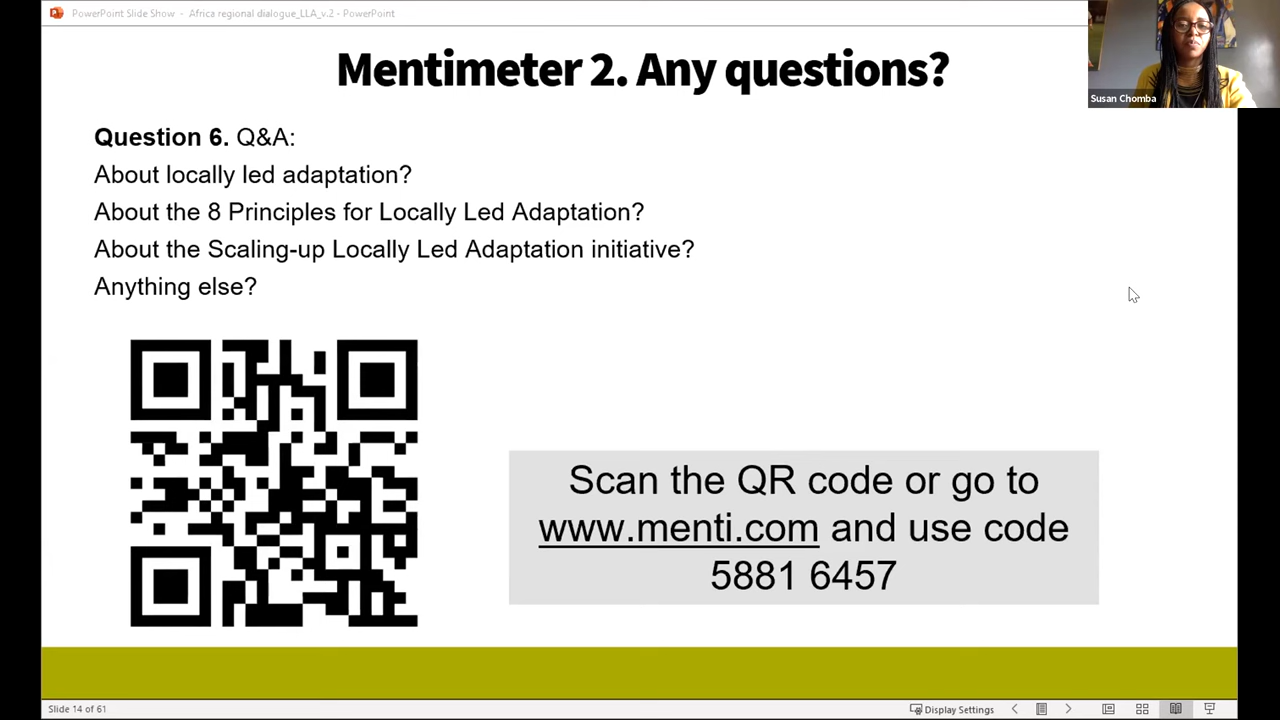 PowerPoint Slide Show - Africa regional dialogue_LLA_v.2 - PowerPoint
Mentimeter 2. Any questions?
Susan Chomba
Question 6. Q&A:
About locally led adaptation?
About the 8 Principles for Locally Led Adaptation?
About the Scaling-up Locally Led Adaptation initiative?
Anything else?
Scan the QR code or go to
www.menti.com and use code
5881 6457
Slide 14 of 61
Display Settings